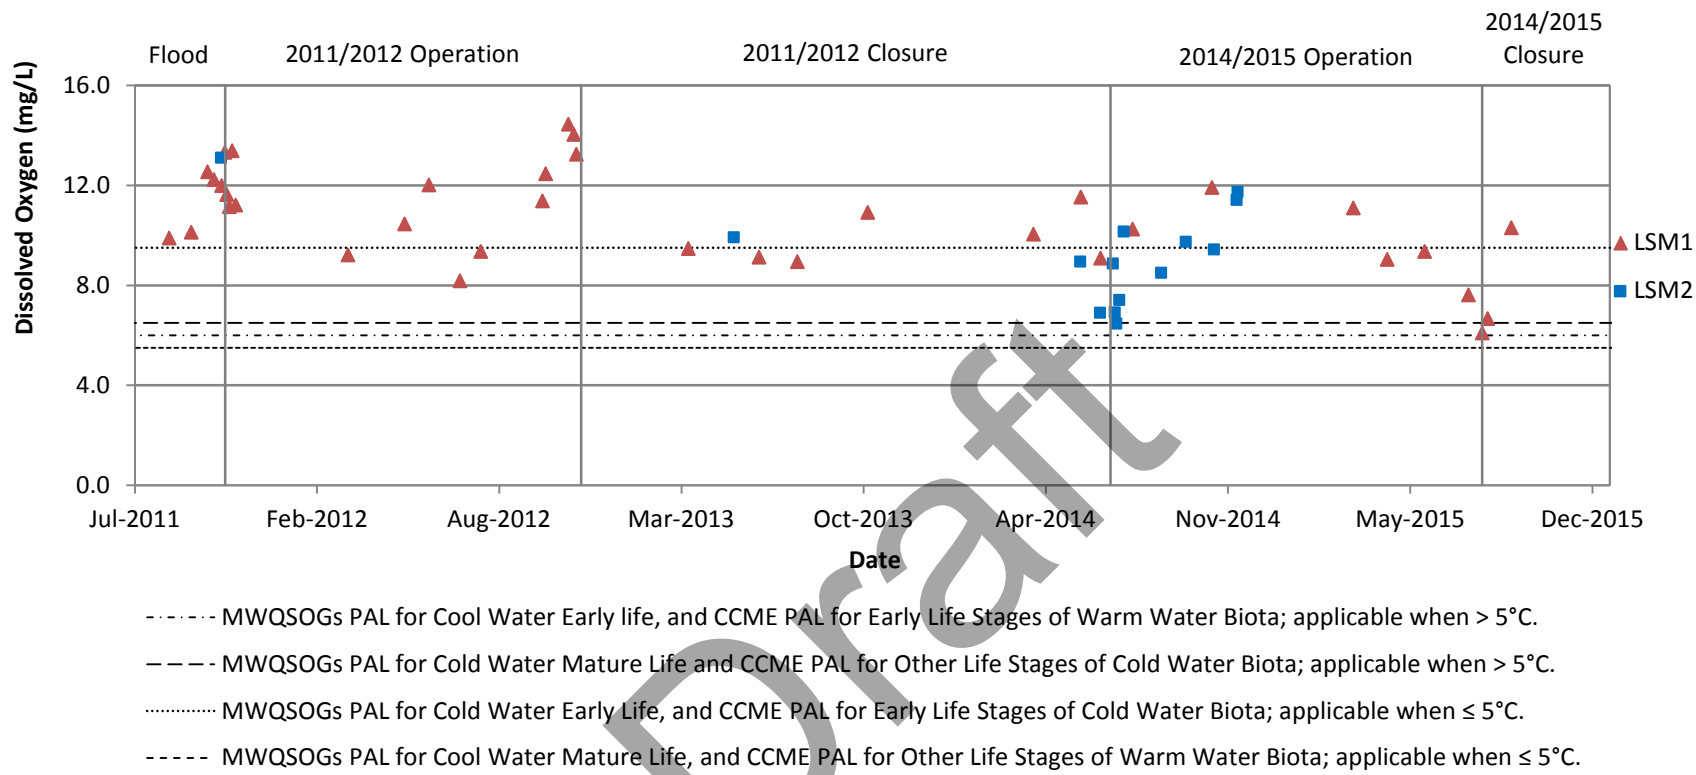 Flood
2011/2012 Operation
2011/2012 Closure
2014/2015 Operation
2014/2015
Closure
Dissolved Oxygen (mg/L)
16.0
12.0
8.0
4.0
0.0
LSM1
LSM2
Jul-2011
Feb-2012
Aug-2012
Mar-2013
Oct-2013
Apr-2014
Nov-2014
May-2015
Dec-2015
Date
MWQSOGs PAL for Cool Water Early life, and CCME PAL for Early Life Stages of Warm Water Biota; applicable when > 5°C.
MWQSOGs PAL for Cold Water Mature Life and CCME PAL for Other Life Stages of Cold Water Biota; applicable when > 5°C.
MWQSOGs PAL for Cold Water Early Life, and CCME PAL for Early Life Stages of Cold Water Biota; applicable when ≤ 5°C.
MWQSOGs PAL for Cool Water Mature Life, and CCME PAL for Other Life Stages of Warm Water Biota; applicable when ≤ 5°C.
Draft